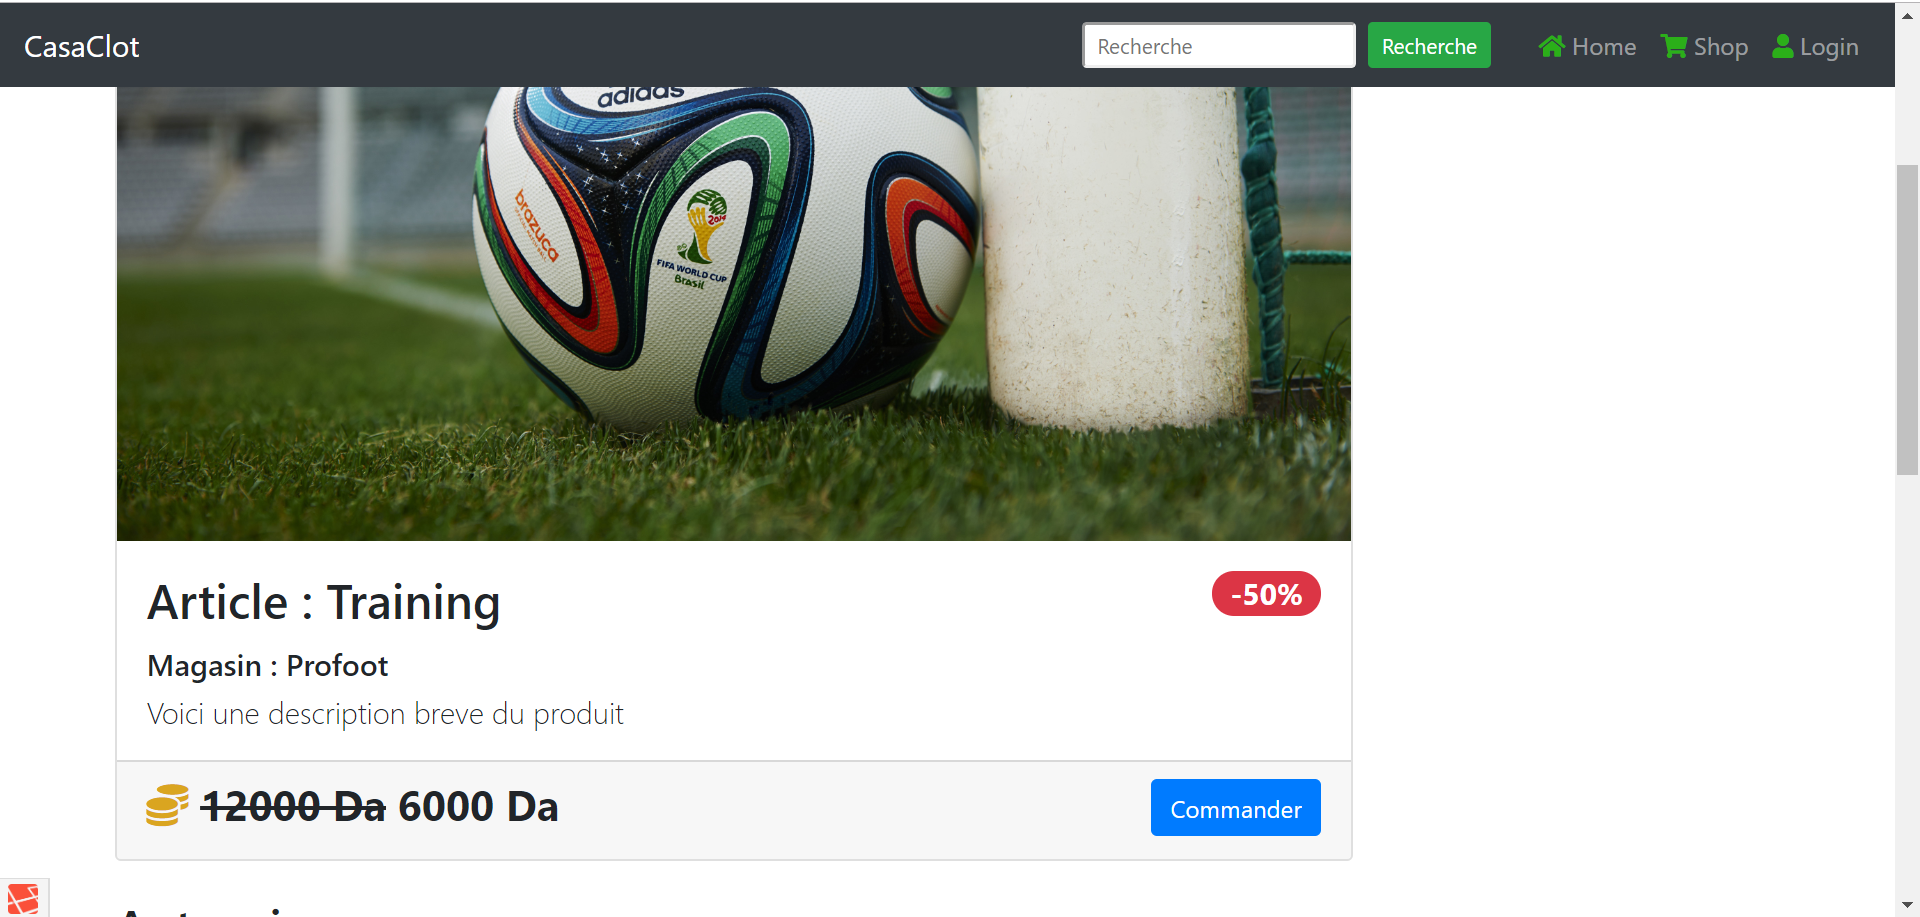 CasaClot
Recherche
Recherche
Home
Shop
Login
adidas
brazuca
2014
FIFA WORLD CUP
Brasil
Article : Training
-50%
Magasin : Profoot
Voici une description breve du produit
12000 Da 6000 Da
Commander